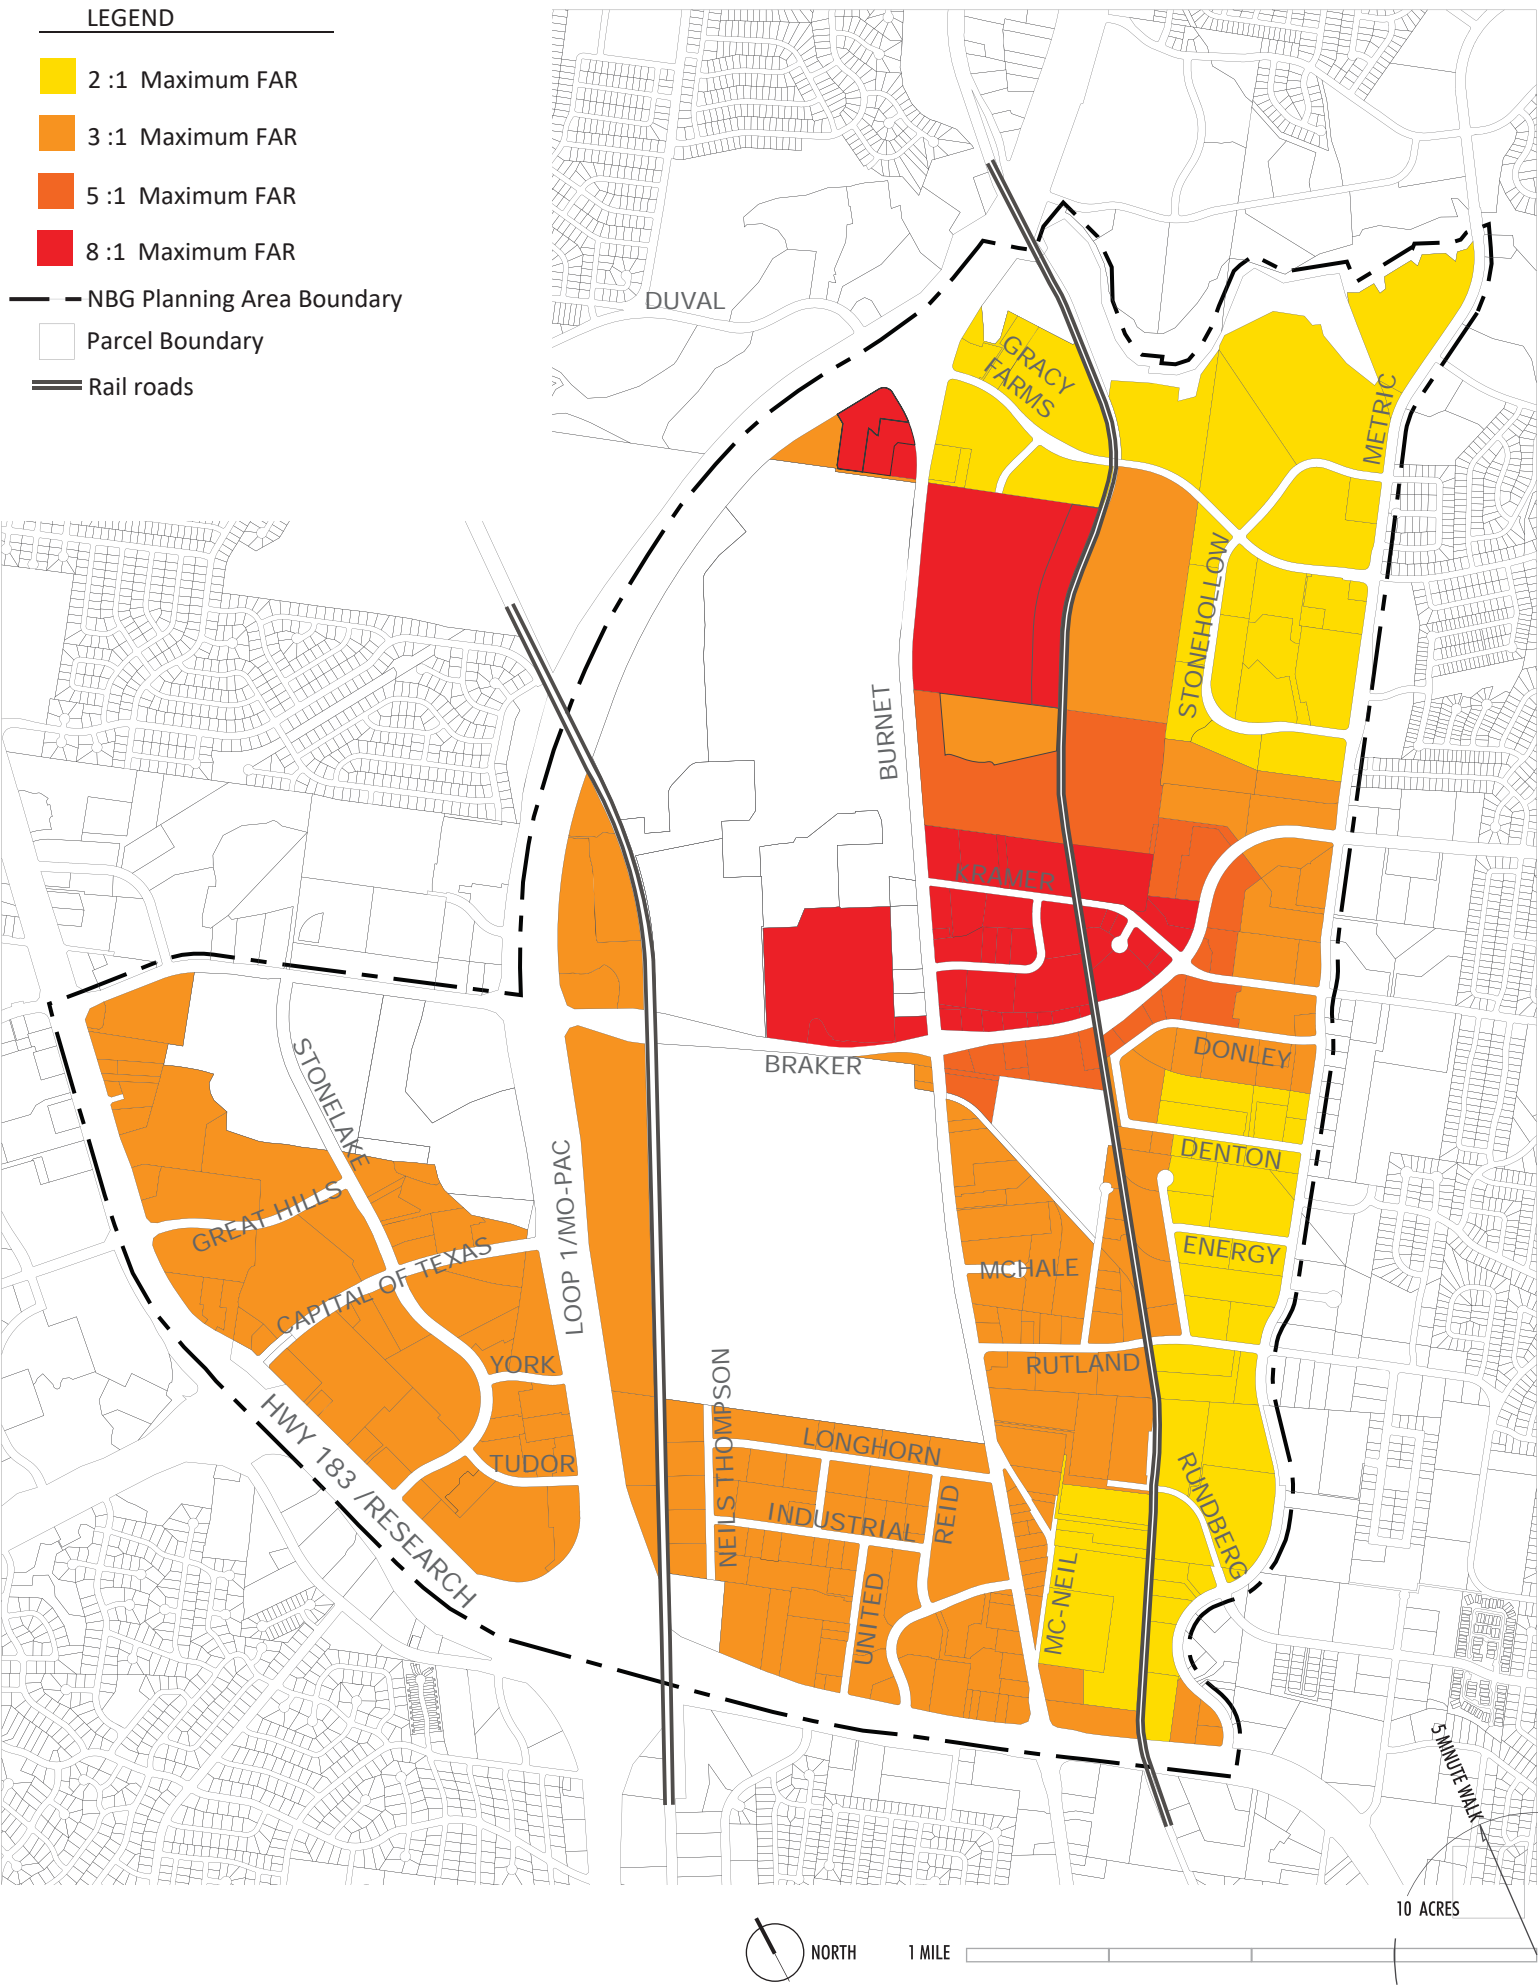 LEGEND
2 :1 Maximum FAR
3 :1 Maximum FAR
5 :1 Maximum FAR
8 :1 Maximum FAR
NBG Planning Area Boundary
Parcel Boundary
Rail roads
DUVAL
GRACY
FARMS
METRIC
STONEHOLLOW
BURNET
KRAMER
BRAKER
DONLEY
STONELAKE
DENTON
LOOP 1/MO-PAC
GREAT HILLS
ENERGY
CAPITAL OF TEXAS
MCHALE
YORK
RUTLAND
HWY 183 /RESEARCH
NEILS THOMPSON
LONGHORN
TUDOR
RUNDBERG
INDUSTRIAL
REID
UNITED
MC-NEIL
5 MINUTE WALK
10 ACRES
NORTH
1 MILE